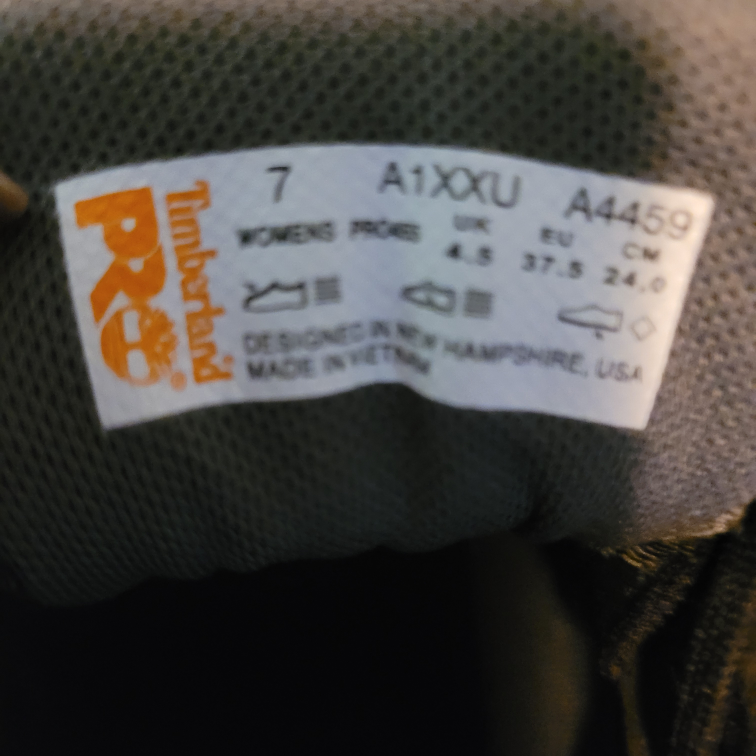 Timberland
PRO®
7 A1XXU A4459
WOMENS UK EU CM
4.5 37.5 24.0
DESIGNED IN NEW HAMPSHIRE, USA
MADE IN VIETNAM